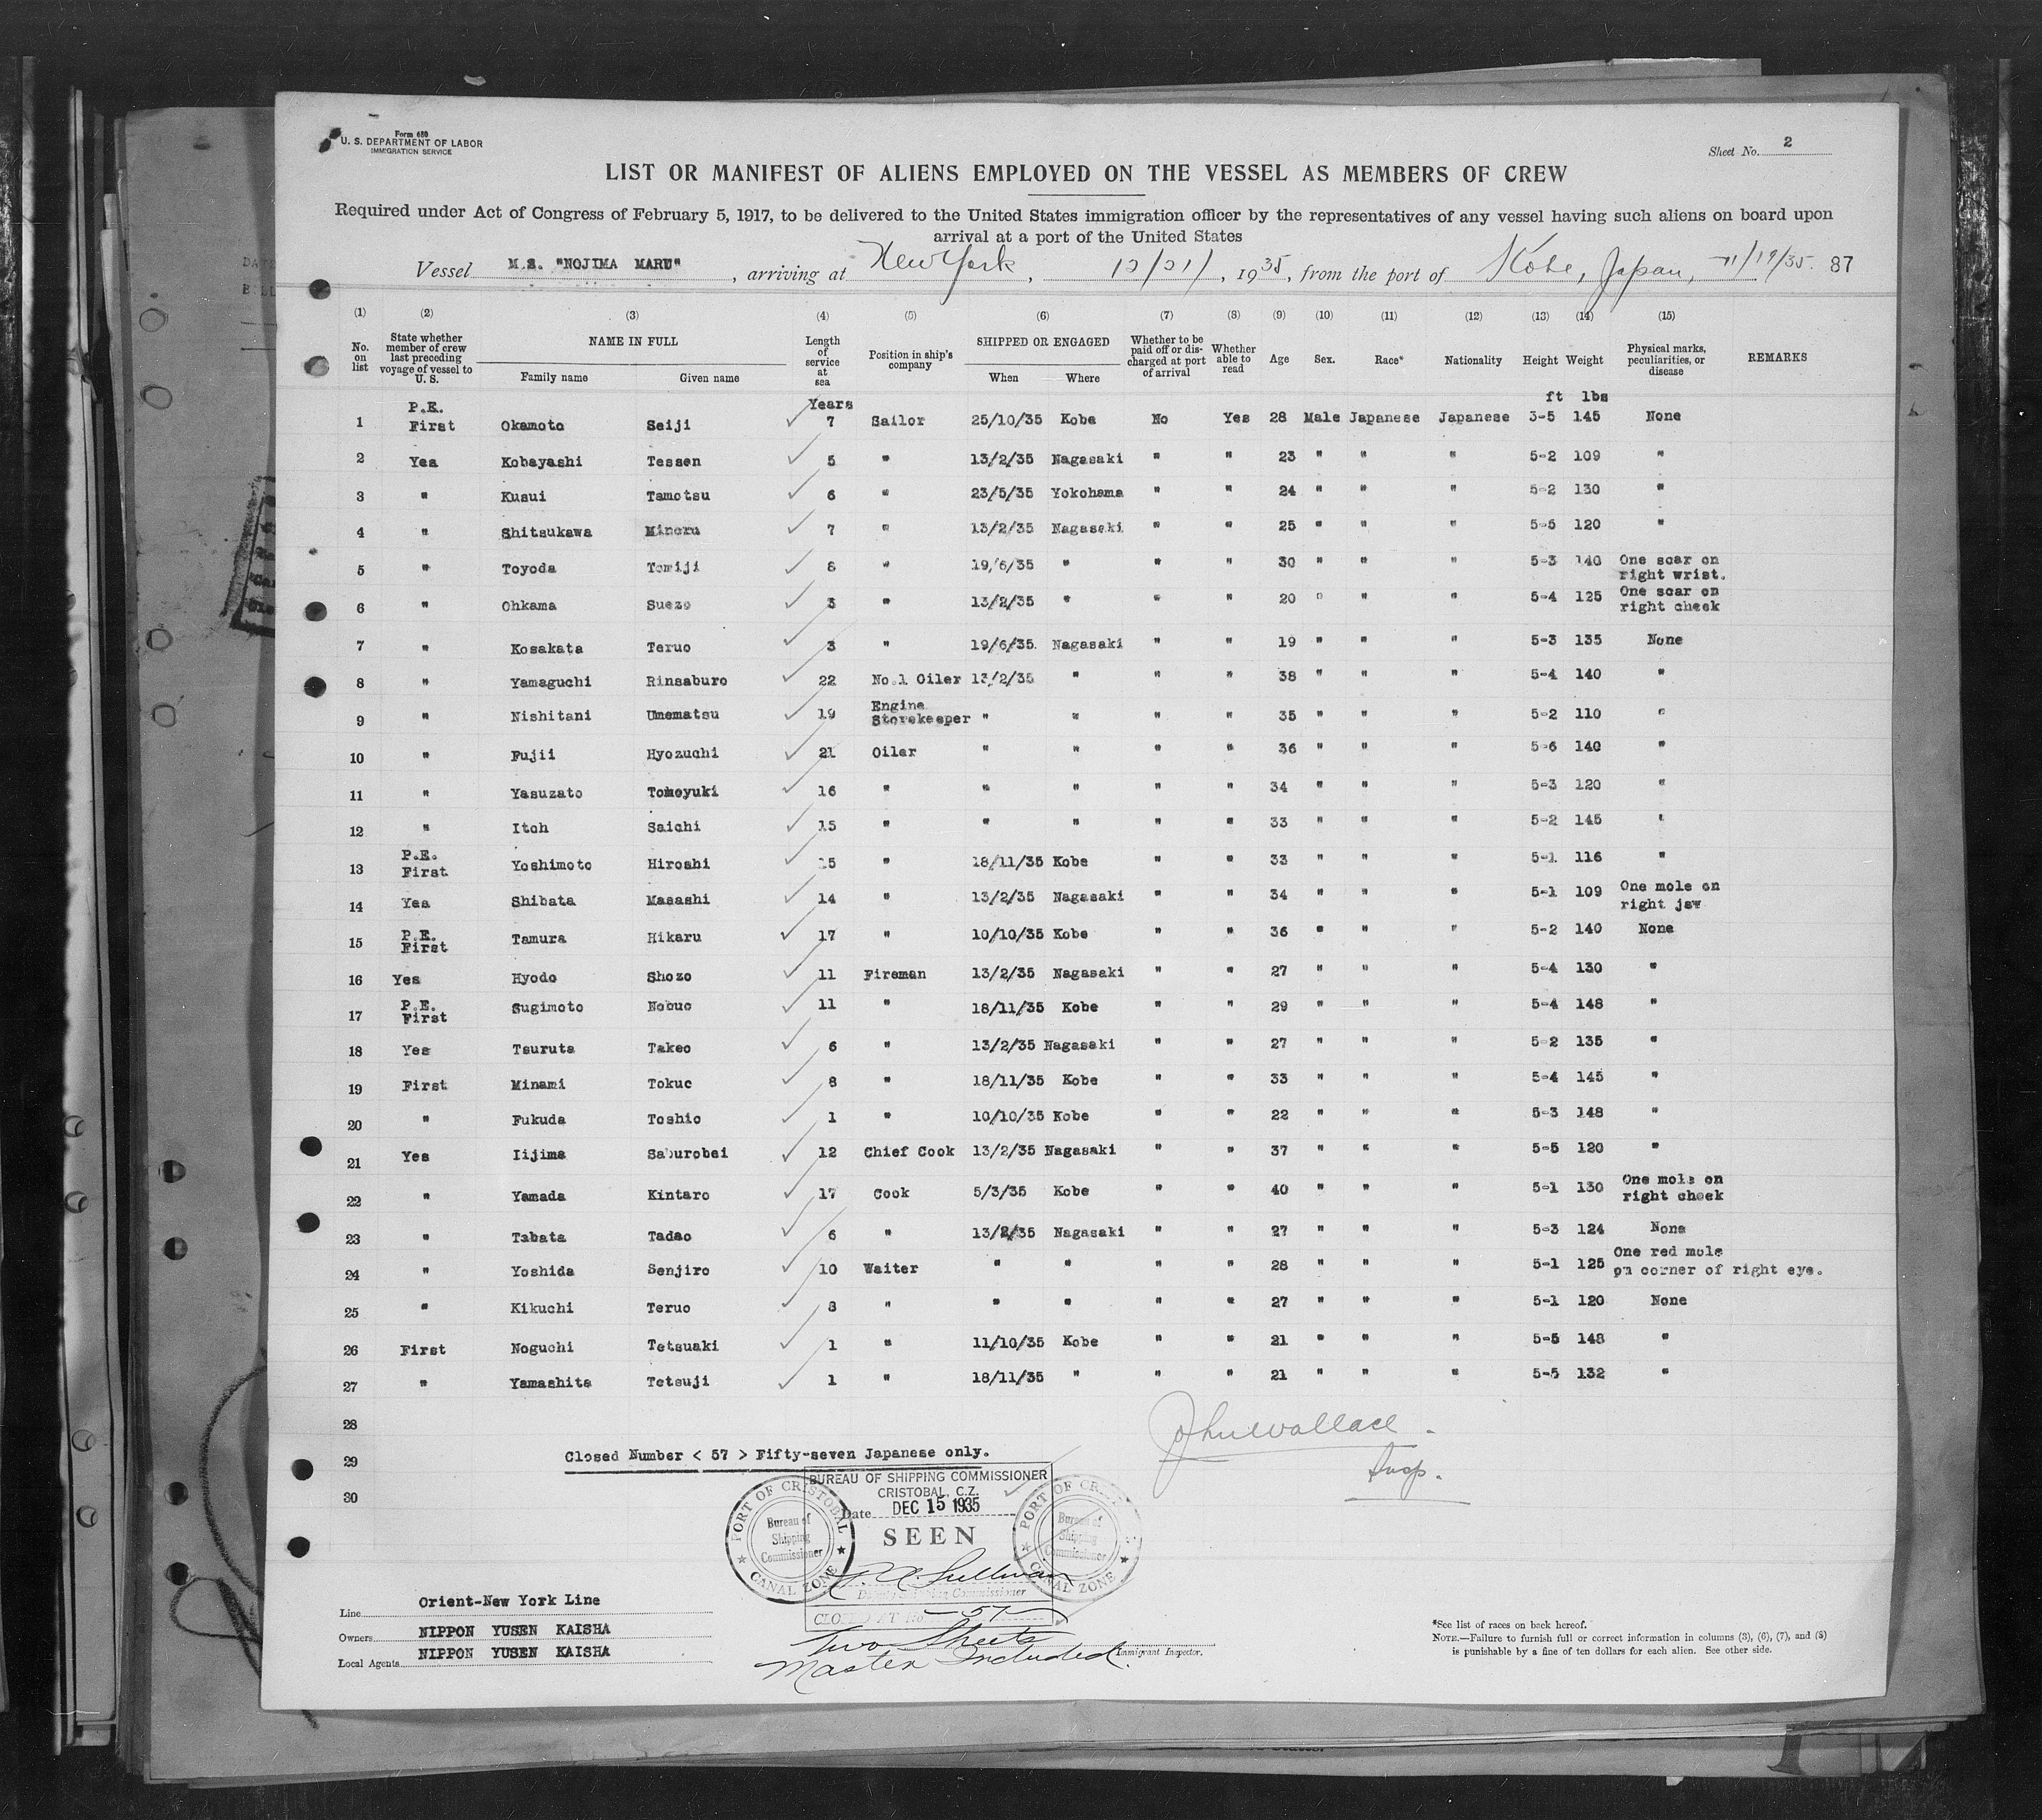 Form 680
U. S. DEPARTMENT OF LABOR
IMMIGRATION SERVICE
Sheet No. 2
LIST OR MANIFEST OF ALIENS EMPLOYED ON THE VESSEL AS MEMBERS OF CREW
Required under Act of Congress of February 5, 1917, to be delivered to the United States immigration officer by the representatives of any vessel having such aliens on board upon
arrival at a port of the United States
Vessel M.S. "NOJIMA MARU", arriving at New York, 12/21/, 1935, from the port of Kobe, Japan, 11/19/35. 87
(1) (2) (3) (4) (5) (6) (7) (8) (9) (10) (11) (12) (13) (14) (15)
No. on list State whether member of crew last preceding voyage of vessel to U. S. NAME IN FULL Family name Given name Length of service at sea Position in ship's company SHIPPED OR ENGAGED When Where Whether to be paid off or discharged at port of arrival Whether able to read Age Sex. Race* Nationality Height Weight Physical marks, peculiarities, or disease REMARKS
Years ft lbs
1 P.E. First Okamoto Seiji 7 Sailor 25/10/35 Kobe No Yes 28 Male Japanese Japanese 3-5 145 None
2 Yes Kobayashi Tessen 5 " 13/2/35 Nagasaki " " 23 " " " 5-2 109 "
3 " Kusui Tamotsu 6 " 23/5/35 Yokohama " " 24 " " " 5-2 130 "
4 " Shitsukawa Minoru 7 " 13/2/35 Nagasaki " " 25 " " " 5-5 120 "
5 " Toyoda Tomiji 8 " 19/6/35 " " " 30 " " " 5-3 140 One scar on right wrist.
6 " Ohkama Suezo 3 " 13/2/35 " " " 20 " " " 5-4 125 One scar on right cheek
7 " Kosakata Teruo 3 " 19/6/35 Nagasaki " " 19 " " " 5-3 135 None
8 " Yamaguchi Rinsaburo 22 No.1 Oiler 13/2/35 " " " 38 " " " 5-4 140 "
9 " Nishitani Umematsu 19 Engine Storekeeper " " " " 35 " " " 5-2 110 "
10 " Fujii Hyozuchi 21 Oiler " " " " 36 " " " 5-6 140 "
11 " Yasuzato Tomoyuki 16 " " " " " 34 " " " 5-3 120 "
12 " Itoh Saichi 15 " " " " " 33 " " " 5-2 145 "
13 P.E. First Yoshimoto Hiroshi 15 " 18/11/35 Kobe " " 33 " " " 5-1 116 "
14 Yes Shibata Masashi 14 " 13/2/35 Nagasaki " " 34 " " " 5-1 109 One mole on right jaw
15 P.E. First Tamura Hikaru 17 " 10/10/35 Kobe " " 36 " " " 5-2 140 None
16 Yes Hyodo Shozo 11 Fireman 13/2/35 Nagasaki " " 27 " " " 5-4 130 "
17 P.E. First Sugimoto Nobuo 11 " 18/11/35 Kobe " " 29 " " " 5-4 148 "
18 Yes Tsuruta Takeo 6 " 13/2/35 Nagasaki " " 27 " " " 5-2 135 "
19 First Minami Tokuo 8 " 18/11/35 Kobe " " 33 " " " 5-4 145 "
20 " Fukuda Toshio 1 " 10/10/35 Kobe " " 22 " " " 5-3 148 "
21 Yes Iijima Saburobei 12 Chief Cook 13/2/35 Nagasaki " " 37 " " " 5-5 120 "
22 " Yamada Kintaro 17 Cook 5/3/35 Kobe " " 40 " " " 5-1 130 One mole on right cheek
23 " Tabata Tadao 6 " 13/2/35 Nagasaki " " 27 " " " 5-3 124 None
24 " Yoshida Senjiro 10 Waiter " " " " 28 " " " 5-1 125 One red mole on corner of right eye.
25 " Kikuchi Teruo 8 " " " " " 27 " " " 5-1 120 None
26 First Noguchi Tetsuaki 1 " 11/10/35 Kobe " " 21 " " " 5-5 148 "
27 " Yamashita Tetsuji 1 " 18/11/35 " " " 21 " " " 5-5 132 "
28
29
30
John Wallace
Insp.
Closed Number < 57 > Fifty-seven Japanese only.
BUREAU OF SHIPPING COMMISSIONER
CRISTOBAL, C.Z.
Date DEC 15 1935
SEEN
Sullivan
Deputy Shipping Commissioner
CLOSED AT No. -57-
Two Sheets
Master Included.
PORT OF CRISTOBAL Bureau of Shipping Commissioner CANAL ZONE
PORT OF CRIST Bureau of Shipping Commissioner CANAL ZONE
Immigrant Inspector.
Line Orient-New York Line
Owners NIPPON YUSEN KAISHA
Local Agents NIPPON YUSEN KAISHA
*See list of races on back hereof.
NOTE.—Failure to furnish full or correct information in columns (3), (6), (7), and (8)
is punishable by a fine of ten dollars for each alien. See other side.